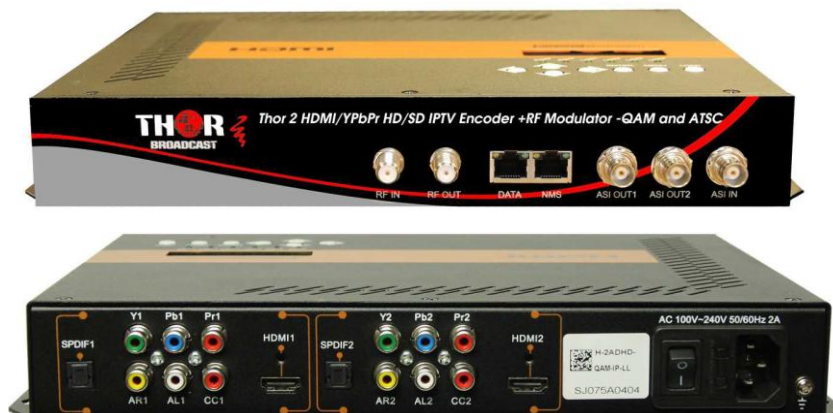 HDMI
THOR
BROADCAST
Thor 2 HDMI/YPbPr HD/SD IPTV Encoder +RF Modulator -QAM and ATSC
RF IN RF OUT DATA NMS ASI OUT1 ASI OUT2 ASI IN
Y1 Pb1 Pr1 Y2 Pb2 Pr2 AC 100V~240V 50/60Hz 2A
SPDIF1 HDMI1 SPDIF2 HDMI2
H-2ADHD-
QAM-IP-LL
AR1 AL1 CC1 AR2 AL2 CC2
SJ075A0404